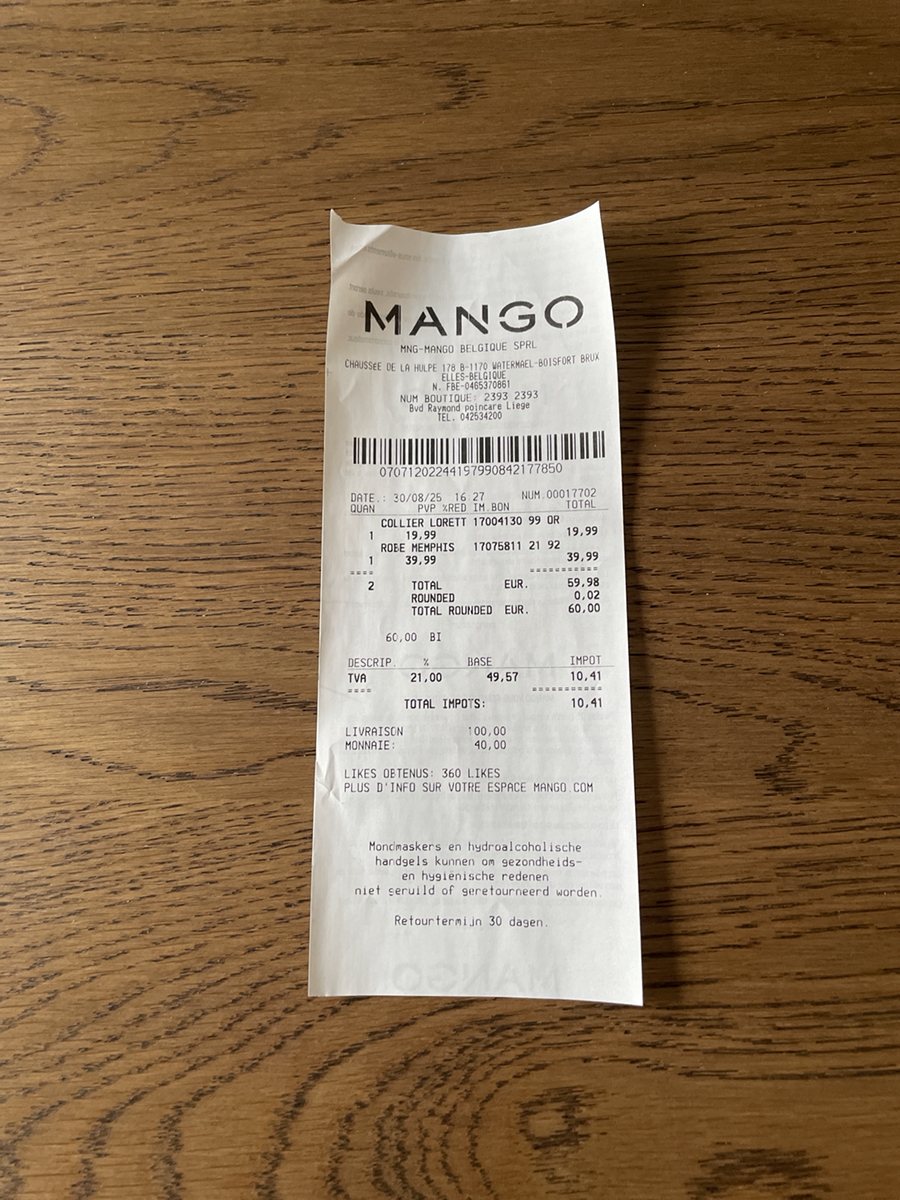 MANGO
MNG-MANGO BELGIQUE SPRL
CHAUSSéE DE LA HULPE 178 B-1170 WATERMAEL-BOISFORT BRUX
ELLES-BELGIQUE
N. FBE-0465370861
NUM BOUTIQUE: 2393 2393
Bvd Raymond poincare Liege
TEL. 042534200
07071202244197990842177850
DATE.: 30/08/25 16 27 NUM.00017702
QUAN PVP %RED IM.BON TOTAL
COLLIER LORETT 17004130 99 OR
1 19,99 19,99
ROBE MEMPHIS 17075811 21 92
1 39,99 39,99
==== ===========
2 TOTAL EUR. 59,98
ROUNDED 0,02
TOTAL ROUNDED EUR. 60,00
60,00 BI
DESCRIP. % BASE IMPOT
TVA 21,00 49,57 10,41
==== ===========
TOTAL IMPOTS: 10,41
LIVRAISON 100,00
MONNAIE: 40,00
LIKES OBTENUS: 360 LIKES
PLUS D'INFO SUR VOTRE ESPACE MANGO.COM
Mondmaskers en hydroalcoholische
handgels kunnen om gezondheids-
en hygiënische redenen
niet geruild of geretourneerd worden.
Retourtermijn 30 dagen.